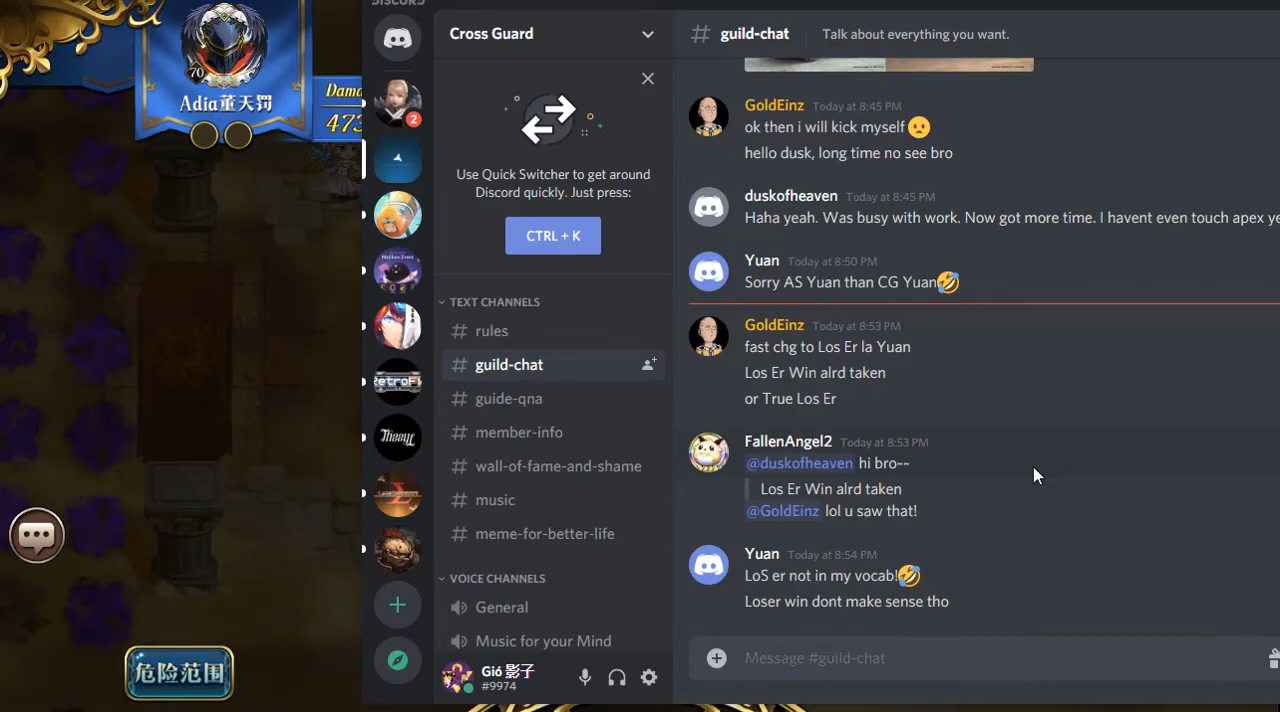 70
Adia董天罚
Dama
473
2
RetroFl
Cross Guard
Use Quick Switcher to get around
Discord quickly. Just press:
CTRL + K
TEXT CHANNELS
# rules
# guild-chat
# guide-qna
# member-info
# wall-of-fame-and-shame
# music
# meme-for-better-life
VOICE CHANNELS
General
Music for your Mind
Gió 影子
#9974
# guild-chat
Talk about everything you want.
GoldEinz Today at 8:45 PM
ok then i will kick myself
hello dusk, long time no see bro
duskofheaven Today at 8:45 PM
Haha yeah. Was busy with work. Now got more time. I havent even touch apex ye
Yuan Today at 8:50 PM
Sorry AS Yuan than CG Yuan🤣
GoldEinz Today at 8:53 PM
fast chg to Los Er la Yuan
Los Er Win alrd taken
or True Los Er
FallenAngel2 Today at 8:53 PM
@duskofheaven hi bro~~
Los Er Win alrd taken
@GoldEinz lol u saw that!
Yuan Today at 8:54 PM
LoS er not in my vocab!🤣
Loser win dont make sense tho
Message #guild-chat
危险范围